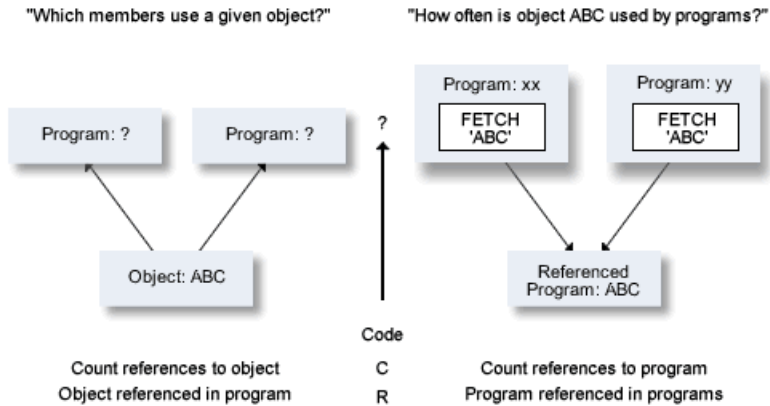 "Which members use a given object?"
"How often is object ABC used by programs?"
Program: ?
Program: ?
?
Program: xx
FETCH
'ABC'
Program: yy
FETCH
'ABC'
Object: ABC
Referenced
Program: ABC
Code
Count references to object
C
Count references to program
Object referenced in program
R
Program referenced in programs